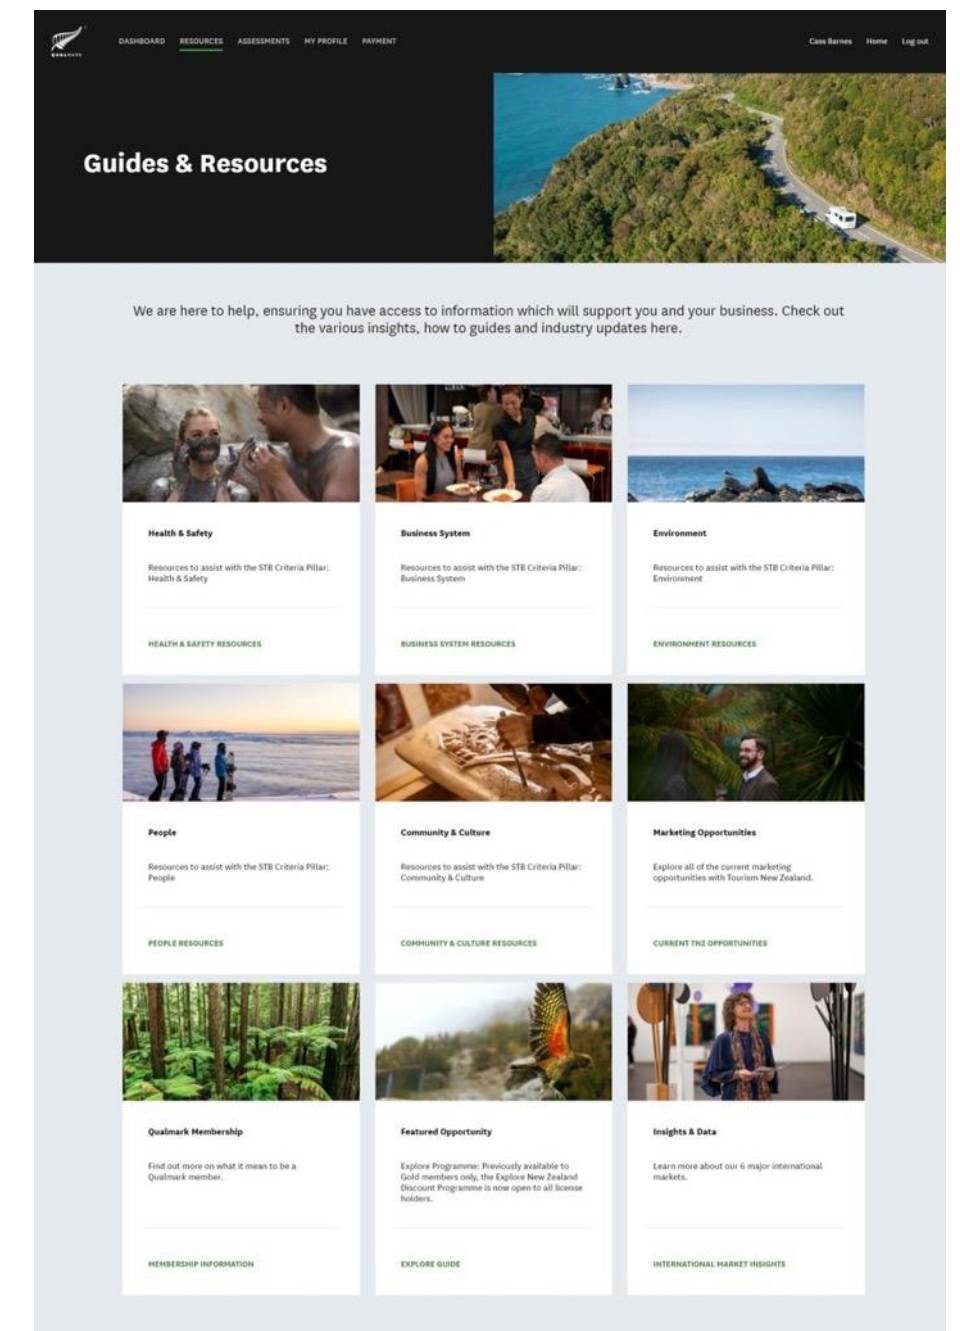 QUALMARK
DASHBOARD RESOURCES ASSESSMENTS MY PROFILE PAYMENT
Cass Barnes Home Log out
Guides & Resources
We are here to help, ensuring you have access to information which will support you and your business. Check out
the various insights, how to guides and industry updates here.
Health & Safety
Resources to assist with the STB Criteria Pillar:
Health & Safety
HEALTH & SAFETY RESOURCES
Business System
Resources to assist with the STB Criteria Pillar:
Business System
BUSINESS SYSTEM RESOURCES
Environment
Resources to assist with the STB Criteria Pillar:
Environment
ENVIRONMENT RESOURCES
People
Resources to assist with the STB Criteria Pillar:
People
PEOPLE RESOURCES
Community & Culture
Resources to assist with the STB Criteria Pillar:
Community & Culture
COMMUNITY & CULTURE RESOURCES
Marketing Opportunities
Explore all of the current marketing
opportunities with Tourism New Zealand.
CURRENT TNZ OPPORTUNITIES
Qualmark Membership
Find out more on what it mean to be a
Qualmark member.
MEMBERSHIP INFORMATION
Featured Opportunity
Explore Programme: Previously available to
Gold members only, the Explore New Zealand
Discount Programme is now open to all license
holders.
EXPLORE GUIDE
Insights & Data
Learn more about our 6 major international
markets.
INTERNATIONAL MARKET INSIGHTS